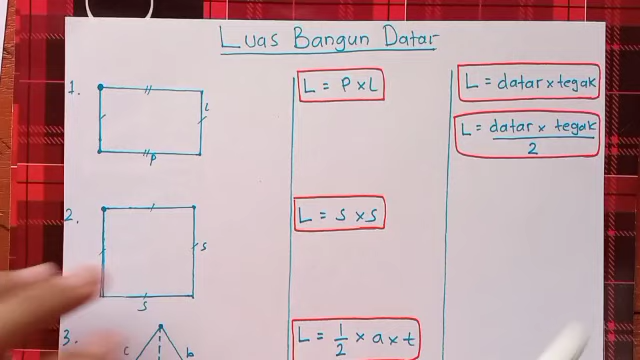 Luas Bangun Datar
1.
L
P
L = P x L
L = datar x tegak
L = datar x tegak
2
2.
s
s
L = s x s
3.
c
b
L = 1/2 x a x t